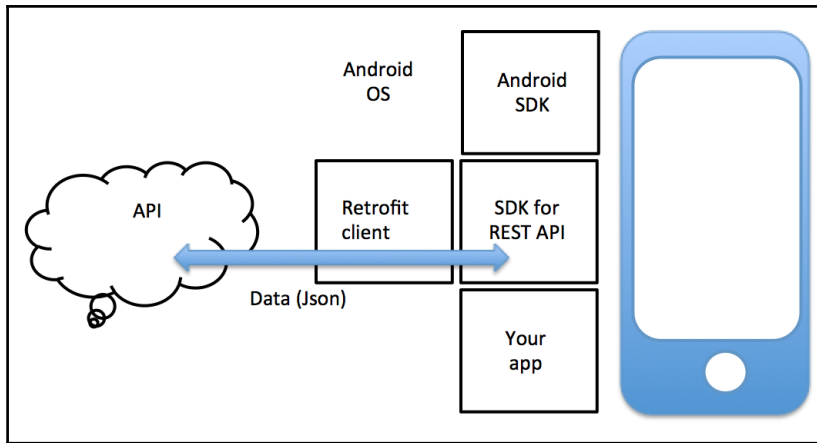 Android
OS
Android
SDK
API
Retrofit
client
SDK for
REST API
Data (Json)
Your
app